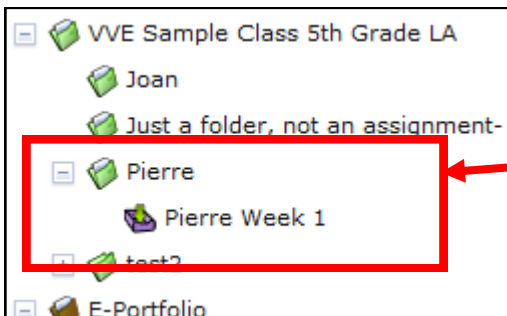 VVE Sample Class 5th Grade LA
Joan
Just a folder, not an assignment-
Pierre
Pierre Week 1
test2
E-Portfolio